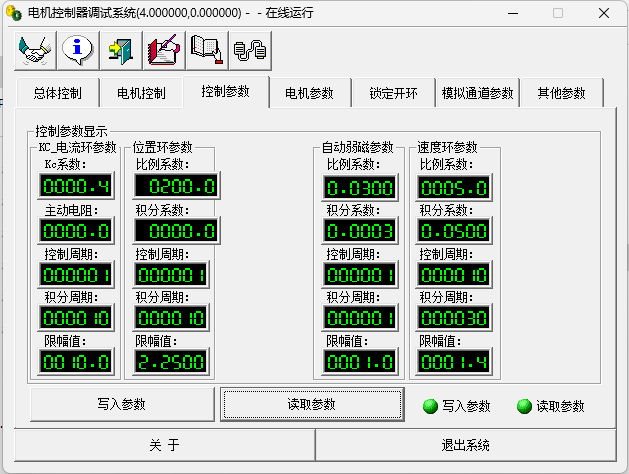 电机控制器调试系统(4.000000,0.000000) - - 在线运行
总体控制 电机控制 控制参数 电机参数 锁定开环 模拟通道参数 其他参数
控制参数显示
KC_电流环参数 位置环参数 自动弱磁参数 速度环参数
Kc系数: 比例系数: 比例系数: 比例系数:
0000.4 0200.0 0.0300 0005.0
主动电阻: 积分系数: 积分系数: 积分系数:
0000.0 0000.0 0.0003 0.0500
控制周期: 控制周期: 控制周期: 控制周期:
000001 000001 000001 000010
积分周期: 积分周期: 积分周期: 积分周期:
000010 000010 000001 000030
限幅值: 限幅值: 限幅值: 限幅值:
0010.0 2.2500 0001.0 0001.4
写入参数 读取参数 写入参数 读取参数
关 于 退出系统